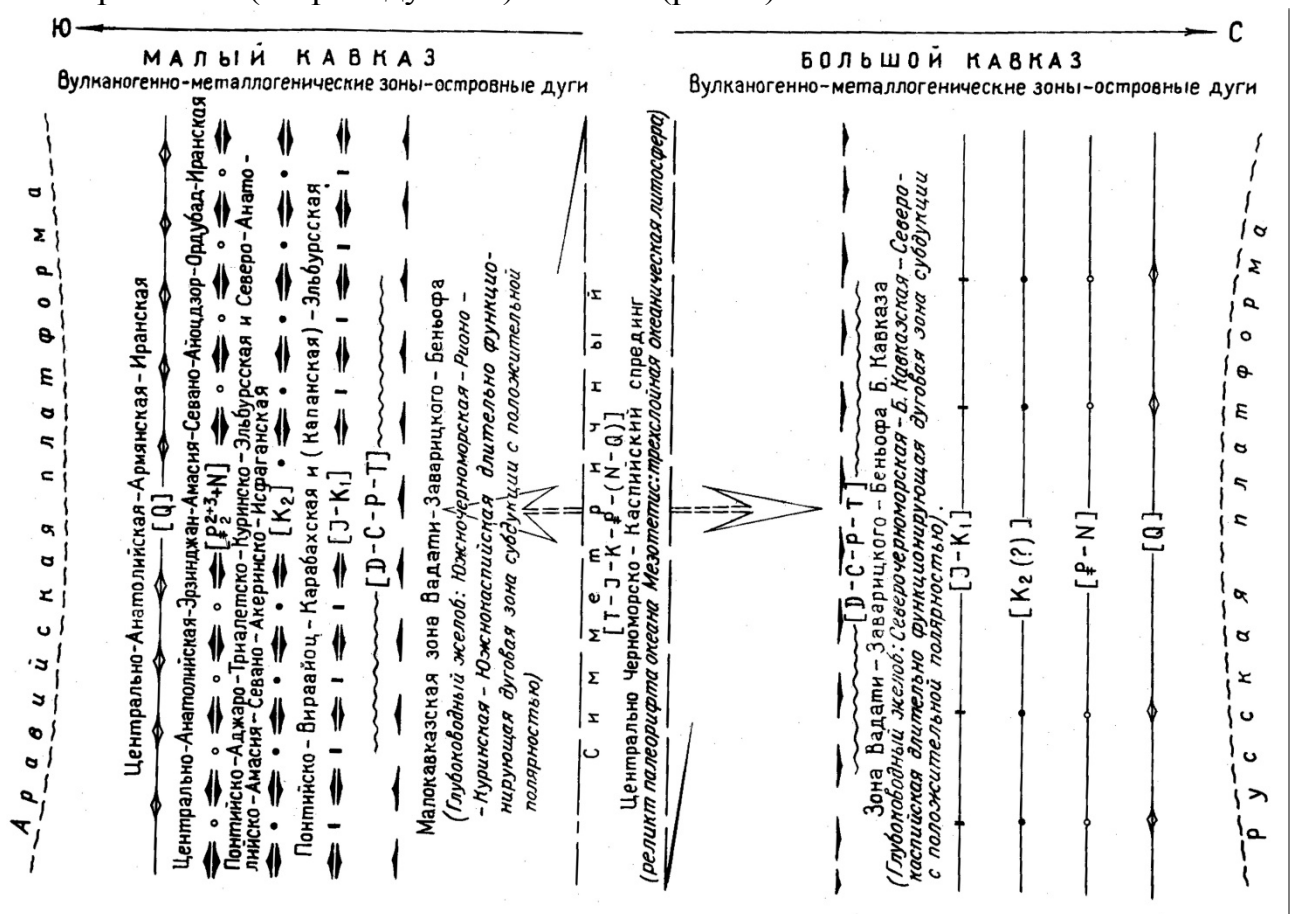 Ю С
МАЛЫЙ КАВКАЗ
Вулканогенно-металлогенические зоны-островные дуги
БОЛЬШОЙ КАВКАЗ
Вулканогенно-металлогенические зоны-островные дуги
Аравийская платформа
Центрально-Анатолийская-Армянская-Иранская
[Q]
Центрально-Анатолийская-Эрзинджан-Амасия-Севано-Айоцдзор-Ордубад-Иранская
[₽₂²⁺³+N]
Понтийско-Аджаро-Триалетско-Куринско-Эльбурсская и Северо-Анато-
лийско-Амасия-Севано-Акеринско-Исфаганская
[K₂]
Понтийско-Вирайоц-Карабахская и (Капанская)-Эльбурсская
[J-K₁]
[D-C-P-T]
Малокавказская зона Вадати-Заварицкого-Беньофа
(Глубоководный желоб: Южночерноморская-Риано-
-Куринская-Южнокаспийская длительно функцио-
нирующая дуговая зона субдукции с положительной
полярностью)
Симметричный
[T-J-K-₽-(N-Q)]
Центрально Черноморско-Каспийский спрединг
(реликт палеорифта океана Мезотетис: трехслойная океаническая литосфера)
[D-C-P-T]
Зона Вадати-Заварицкого-Беньофа Б. Кавказа
(Глубоководный желоб: Северочерноморская-Б. Кавказская-Северо-
каспийская длительно функционирующая дуговая зона субдукции
с положительной полярностью).
[J-K₁]
[K₂(?)]
[₽-N]
[Q]
Русская платформа